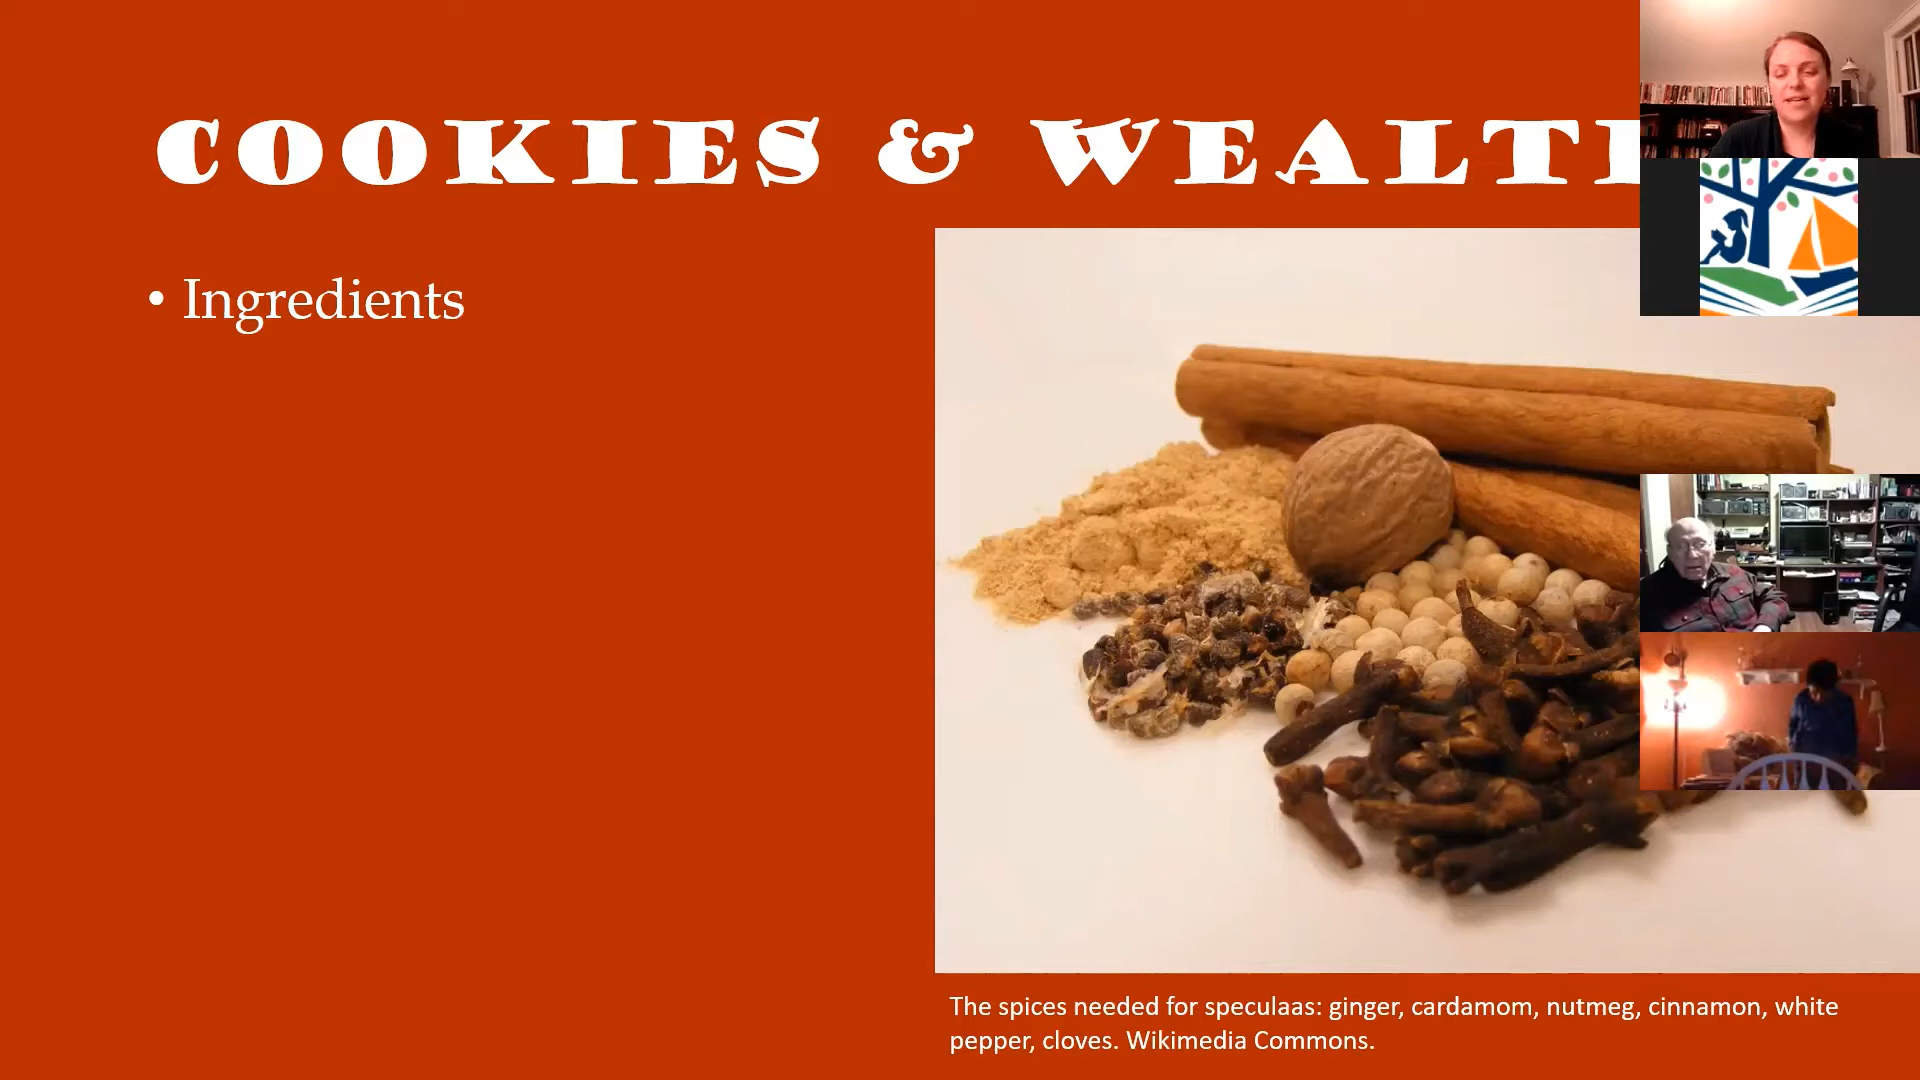 COOKIES & WEALT
• Ingredients
The spices needed for speculaas: ginger, cardamom, nutmeg, cinnamon, white
pepper, cloves. Wikimedia Commons.